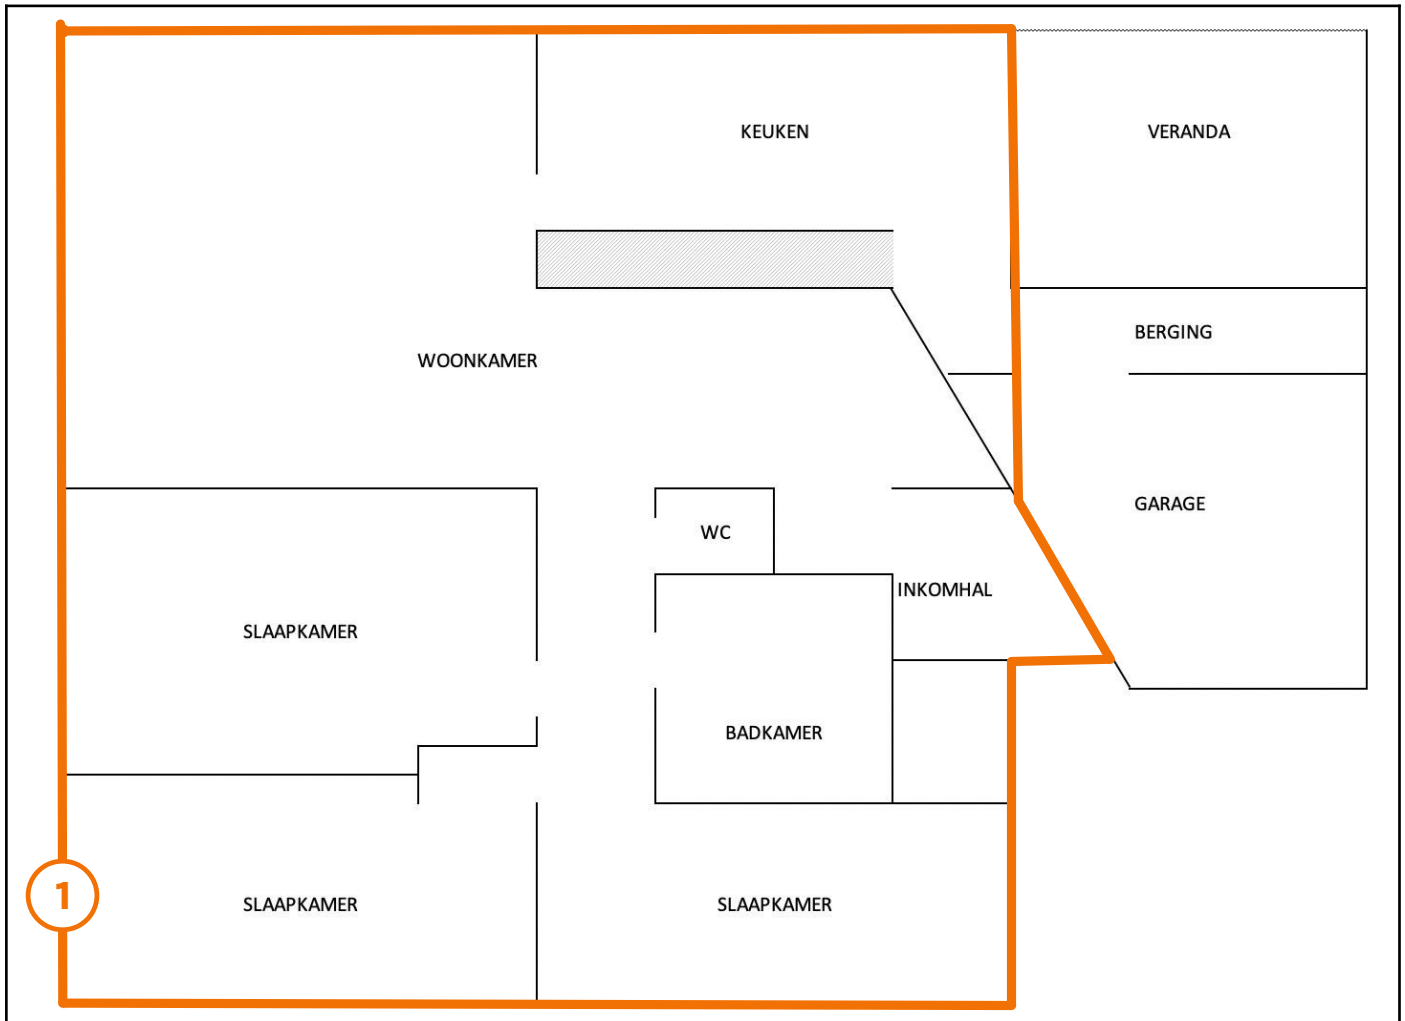 KEUKEN
VERANDA
BERGING
WOONKAMER
GARAGE
WC
INKOMHAL
SLAAPKAMER
BADKAMER
1
SLAAPKAMER
SLAAPKAMER